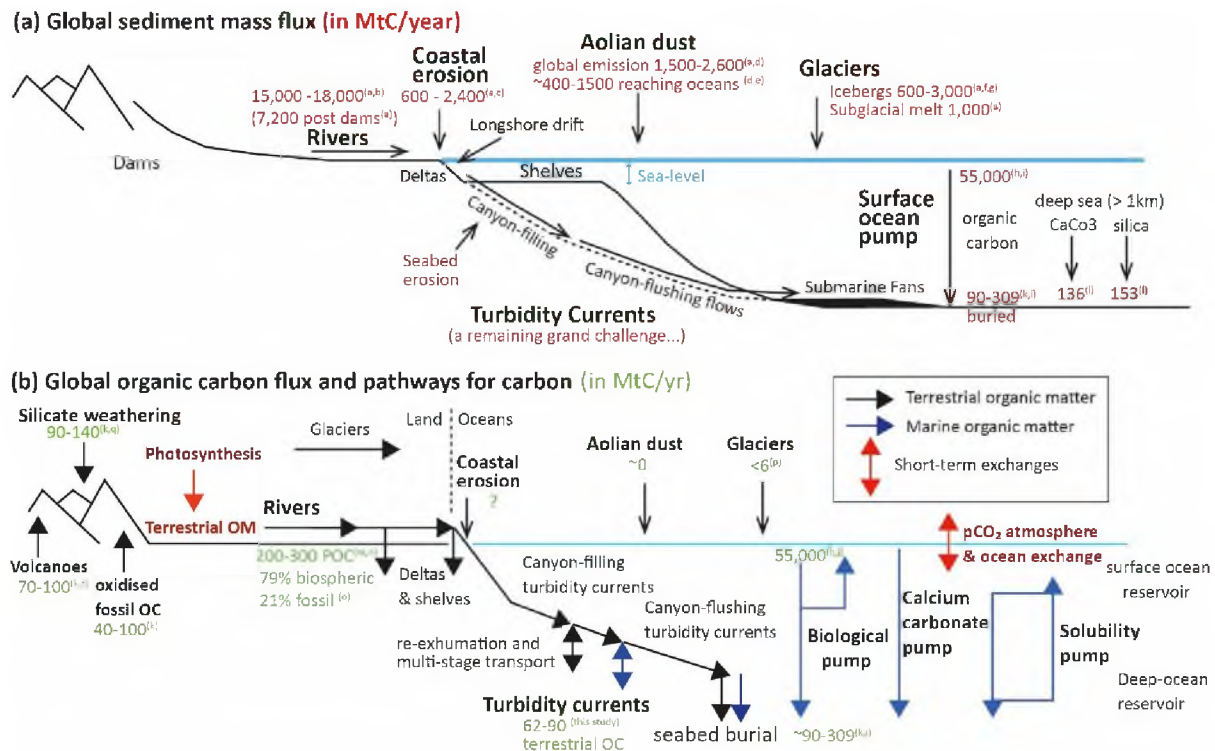 (a) Global sediment mass flux (in MtC/year)
Coastal
erosion
600 - 2,400(a,c)
Aolian dust
global emission 1,500-2,600(a,d)
~400-1500 reaching oceans (d,e)
Glaciers
Icebergs 600-3,000(a,f,g)
Subglacial melt 1,000(a)
15,000 -18,000(a,b)
(7,200 post dams(a))
Rivers
Longshore drift
Dams
Deltas
Shelves
Sea-level
Surface
ocean
pump
55,000(h,i)
organic
carbon
deep sea (> 1km)
CaCo3
silica
Canyon-filling
Seabed
erosion
Canyon-flushing flows
Submarine Fans
90-309(k,j)
buried
136(l)
153(l)
Turbidity Currents
(a remaining grand challenge...)
(b) Global organic carbon flux and pathways for carbon (in MtC/yr)
Silicate weathering
90-140(k,q)
Glaciers
Land
Oceans
Terrestrial organic matter
Marine organic matter
Short-term exchanges
Photosynthesis
Coastal
erosion
?
Aolian dust
~0
Glaciers
<6(p)
Terrestrial OM
Rivers
pCO₂ atmosphere
& ocean exchange
Volcanoes
70-100
oxidised
fossil OC
40-100(k)
200-300 POC
79% biospheric
21% fossil (o)
Deltas
& shelves
Canyon-filling
turbidity currents
55,000
surface ocean
reservoir
Canyon-flushing
turbidity currents
Biological
pump
Calcium
carbonate
pump
Solubility
pump
re-exhumation and
multi-stage transport
Deep-ocean
reservoir
Turbidity currents
62-90 (this study)
terrestrial OC
seabed burial
~90-309